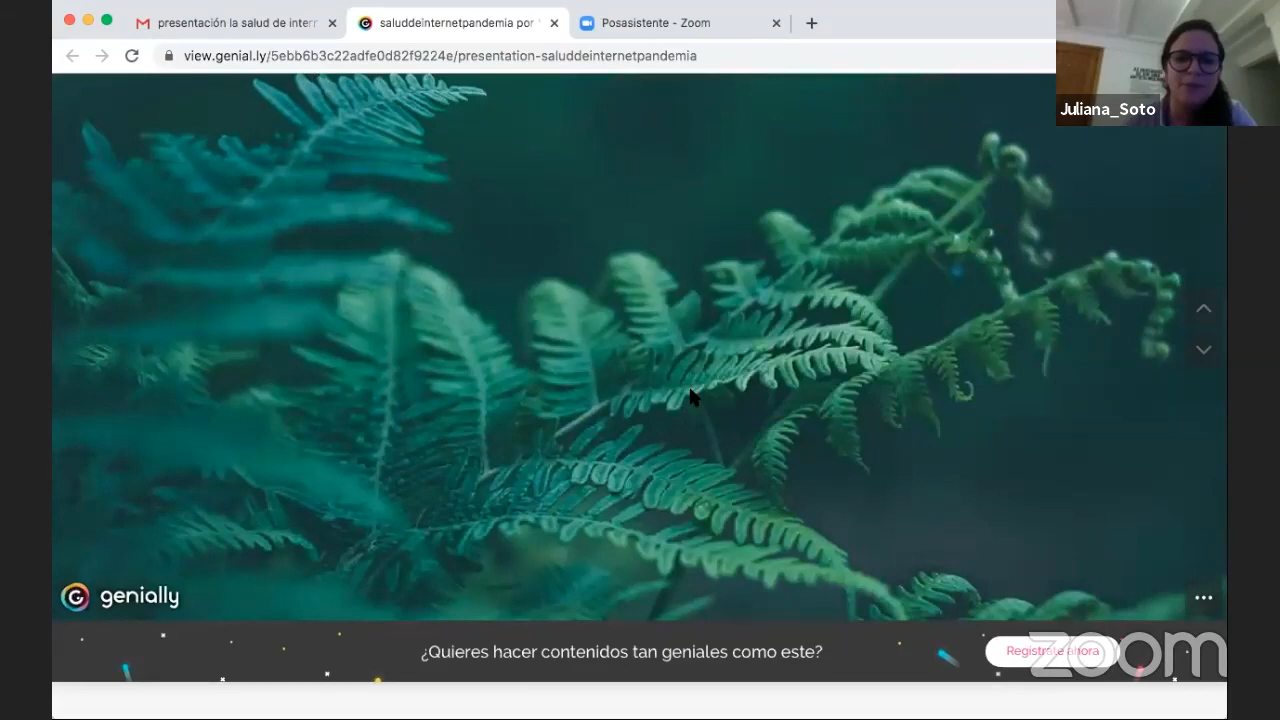 presentación la salud de interr
saluddeinternetpandemia por
Posasistente - Zoom
view.genial.ly/5ebb6b3c22adfe0d82f9224e/presentation-saluddeinternetpandemia
Juliana_Soto
genially
¿Quieres hacer contenidos tan geniales como este?
Regístrate ahora
zoom